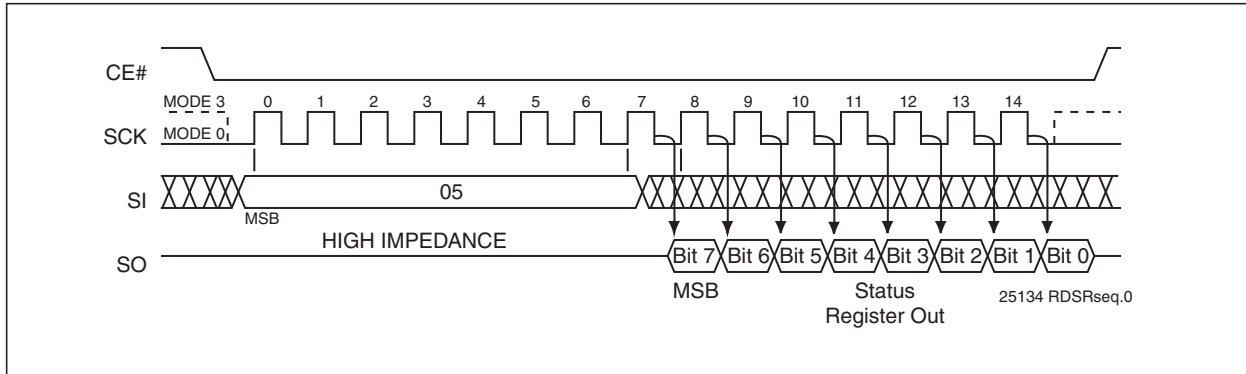 CE#
MODE 3 0 1 2 3 4 5 6 7 8 9 10 11 12 13 14
SCK MODE 0
SI 05
MSB
HIGH IMPEDANCE
SO Bit 7 Bit 6 Bit 5 Bit 4 Bit 3 Bit 2 Bit 1 Bit 0
MSB Status
Register Out
25134 RDSRseq.0